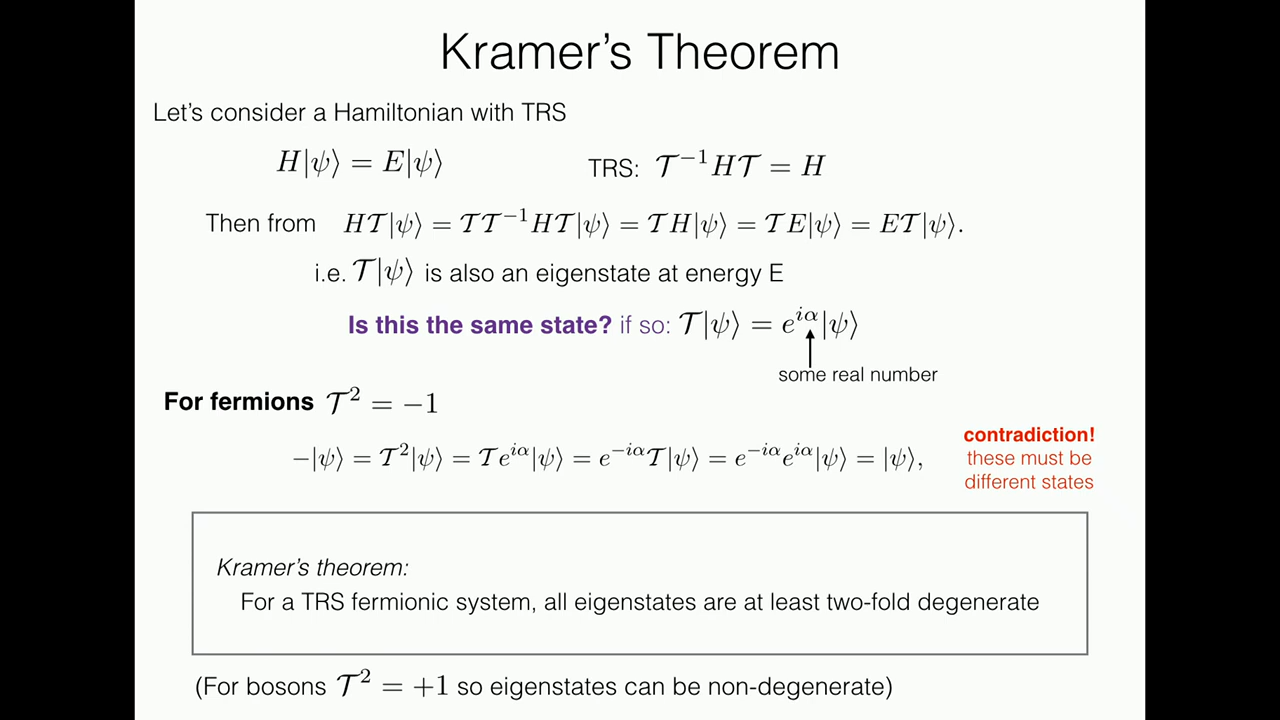 Kramer's Theorem
Let's consider a Hamiltonian with TRS
H|ψ⟩ = E|ψ⟩ TRS: 𝒯⁻¹H𝒯 = H
Then from H𝒯|ψ⟩ = 𝒯𝒯⁻¹H𝒯|ψ⟩ = 𝒯H|ψ⟩ = 𝒯E|ψ⟩ = E𝒯|ψ⟩.
i.e. 𝒯|ψ⟩ is also an eigenstate at energy E
Is this the same state? if so: 𝒯|ψ⟩ = e^{iα}|ψ⟩
some real number
For fermions 𝒯² = −1
−|ψ⟩ = 𝒯²|ψ⟩ = 𝒯e^{iα}|ψ⟩ = e^{−iα}𝒯|ψ⟩ = e^{−iα}e^{iα}|ψ⟩ = |ψ⟩,
contradiction!
these must be
different states
Kramer's theorem:
For a TRS fermionic system, all eigenstates are at least two-fold degenerate
(For bosons 𝒯² = +1 so eigenstates can be non-degenerate)